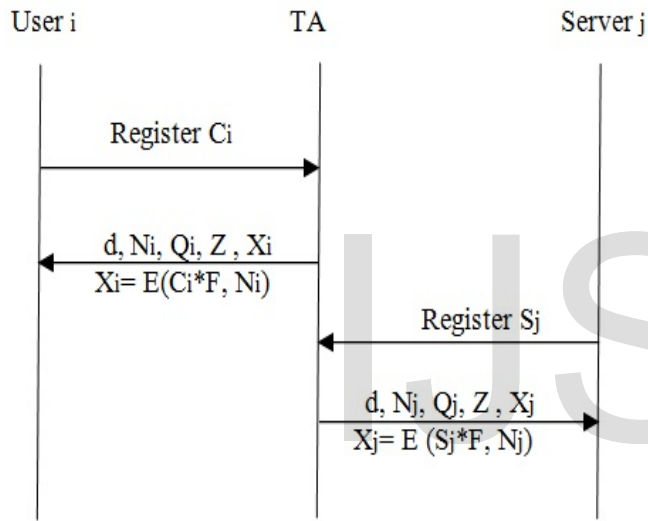 User i
TA
Server j
Register Ci
d, Ni, Qi, Z , Xi
Xi= E(Ci*F, Ni)
Register Sj
d, Nj, Qj, Z , Xj
Xj= E (Sj*F, Nj)
IJS